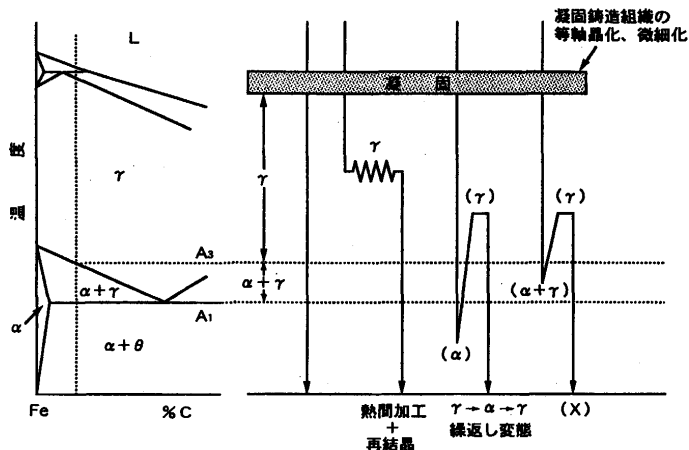 凝固鋳造組織の
等軸晶化、微細化
L
凝 固
温度
γ
γ
γ
(γ)
(γ)
A3
α+γ
α+γ
(α+γ)
A1
α
(α)
α+θ
Fe
%C
熱間加工
+
再結晶
γ→α→γ
繰返し変態
(X)